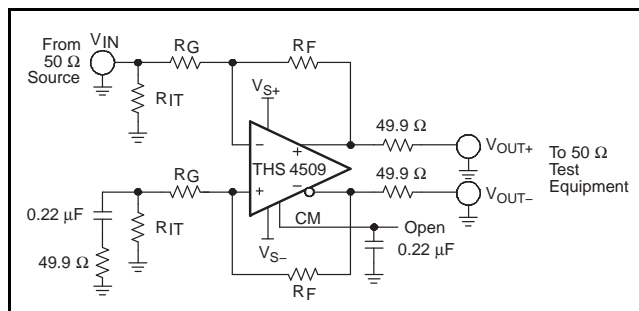 From
50 Ω
Source
VIN
RG
RF
RIT
VS+
49.9 Ω
VOUT+
− +
THS 4509
+ −
49.9 Ω
VOUT−
To 50 Ω
Test
Equipment
RG
0.22 μF
RIT
CM
Open
VS−
0.22 μF
49.9 Ω
RF